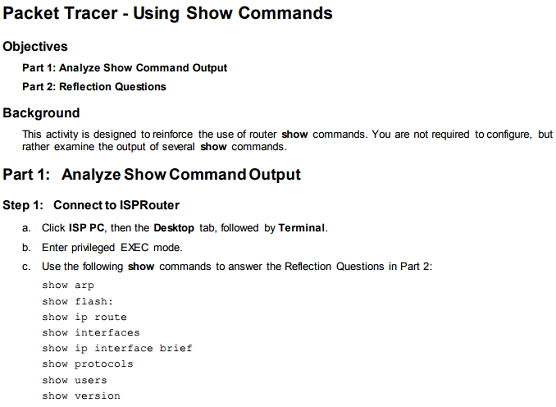 Packet Tracer - Using Show Commands
Objectives
Part 1: Analyze Show Command Output
Part 2: Reflection Questions
Background
This activity is designed to reinforce the use of router show commands. You are not required to configure, but
rather examine the output of several show commands.
Part 1: Analyze Show Command Output
Step 1: Connect to ISPRouter
a. Click ISP PC, then the Desktop tab, followed by Terminal.
b. Enter privileged EXEC mode.
c. Use the following show commands to answer the Reflection Questions in Part 2:
show arp
show flash:
show ip route
show interfaces
show ip interface brief
show protocols
show users
show version